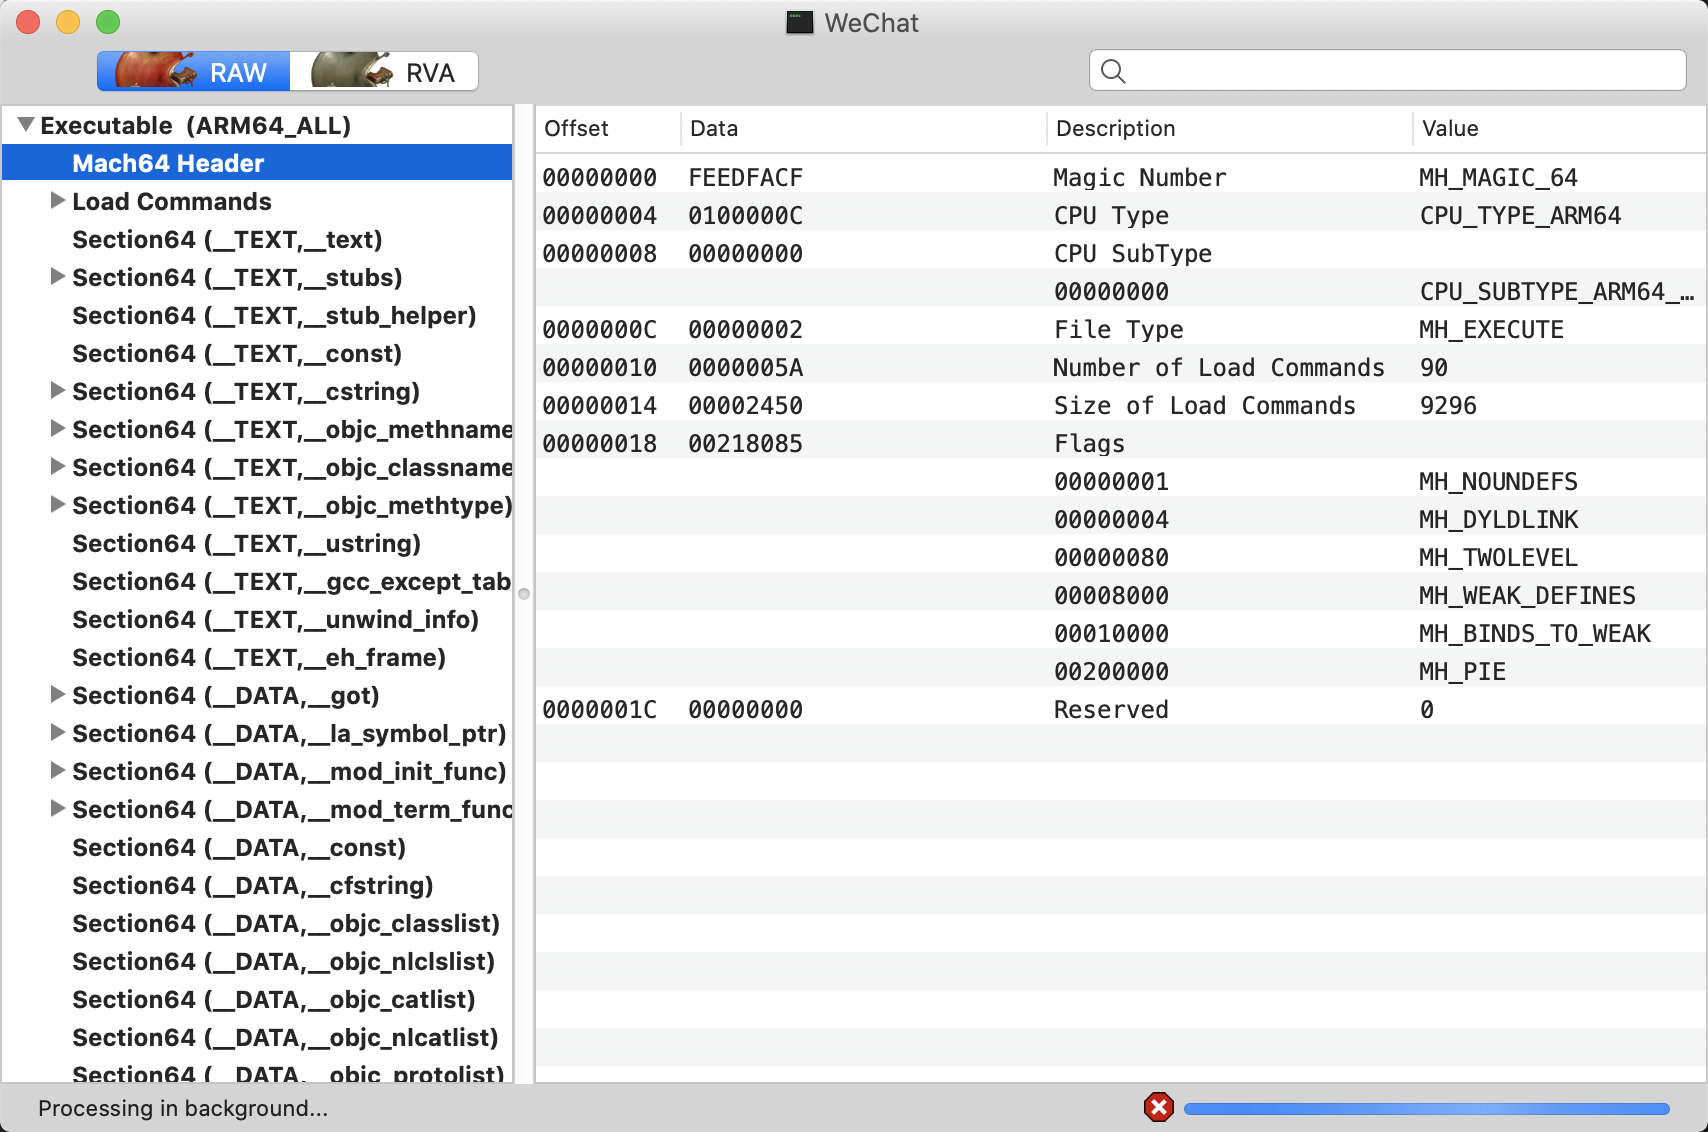 WeChat
RAW RVA
Executable (ARM64_ALL)
Mach64 Header
Load Commands
Section64 (__TEXT,__text)
Section64 (__TEXT,__stubs)
Section64 (__TEXT,__stub_helper)
Section64 (__TEXT,__const)
Section64 (__TEXT,__cstring)
Section64 (__TEXT,__objc_methname
Section64 (__TEXT,__objc_classname
Section64 (__TEXT,__objc_methtype)
Section64 (__TEXT,__ustring)
Section64 (__TEXT,__gcc_except_tab
Section64 (__TEXT,__unwind_info)
Section64 (__TEXT,__eh_frame)
Section64 (__DATA,__got)
Section64 (__DATA,__la_symbol_ptr)
Section64 (__DATA,__mod_init_func)
Section64 (__DATA,__mod_term_func
Section64 (__DATA,__const)
Section64 (__DATA,__cfstring)
Section64 (__DATA,__objc_classlist)
Section64 (__DATA,__objc_nlclslist)
Section64 (__DATA,__objc_catlist)
Section64 (__DATA,__objc_nlcatlist)
Section64 (__DATA,__objc_protolist)
Offset Data Description Value
00000000 FEEDFACF Magic Number MH_MAGIC_64
00000004 0100000C CPU Type CPU_TYPE_ARM64
00000008 00000000 CPU SubType
00000000 CPU_SUBTYPE_ARM64_…
0000000C 00000002 File Type MH_EXECUTE
00000010 0000005A Number of Load Commands 90
00000014 00002450 Size of Load Commands 9296
00000018 00218085 Flags
00000001 MH_NOUNDEFS
00000004 MH_DYLDLINK
00000080 MH_TWOLEVEL
00008000 MH_WEAK_DEFINES
00010000 MH_BINDS_TO_WEAK
00200000 MH_PIE
0000001C 00000000 Reserved 0
Processing in background...